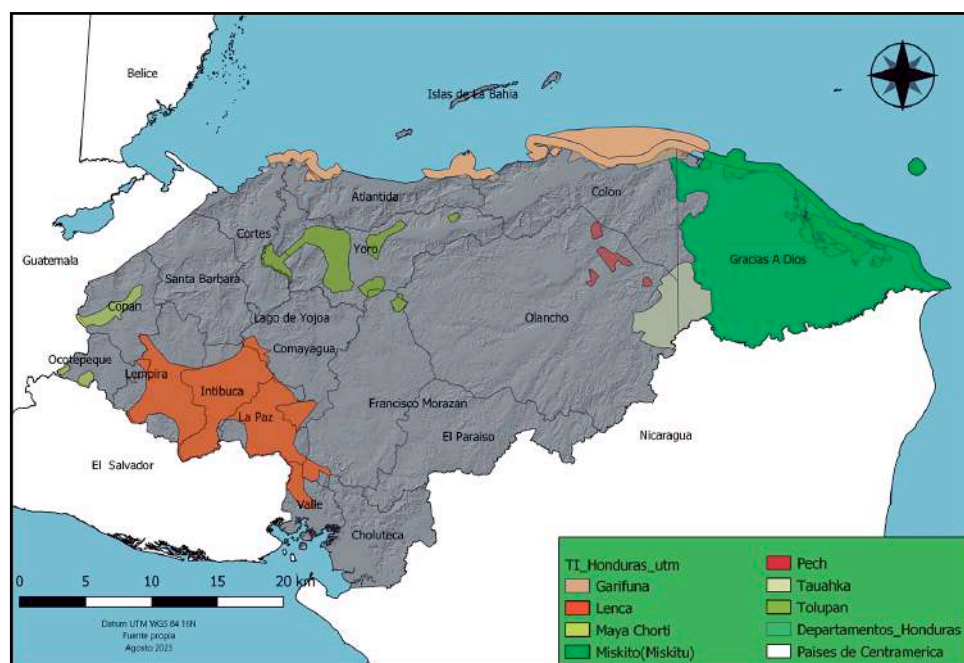 Belice
Islas de La Bahia
Atlantida
Colon
Cortes
Yoro
Guatemala
Gracias A Dios
Santa Barbara
Copan
Olancho
Lago de Yojoa
Comayagua
Ocotepeque
Lempira
Intibuca
Francisco Morazan
La Paz
El Paraiso
Nicaragua
El Salvador
Valle
Choluteca
0 5 10 15 20 km
Datum UTM WGS 84 16N
Fuente propia
Agosto 2023
TI_Honduras_utm
Garifuna
Lenca
Maya Chorti
Miskito(Miskitu)
Pech
Tauahka
Tolupan
Departamentos_Honduras
Paises de Centramerica